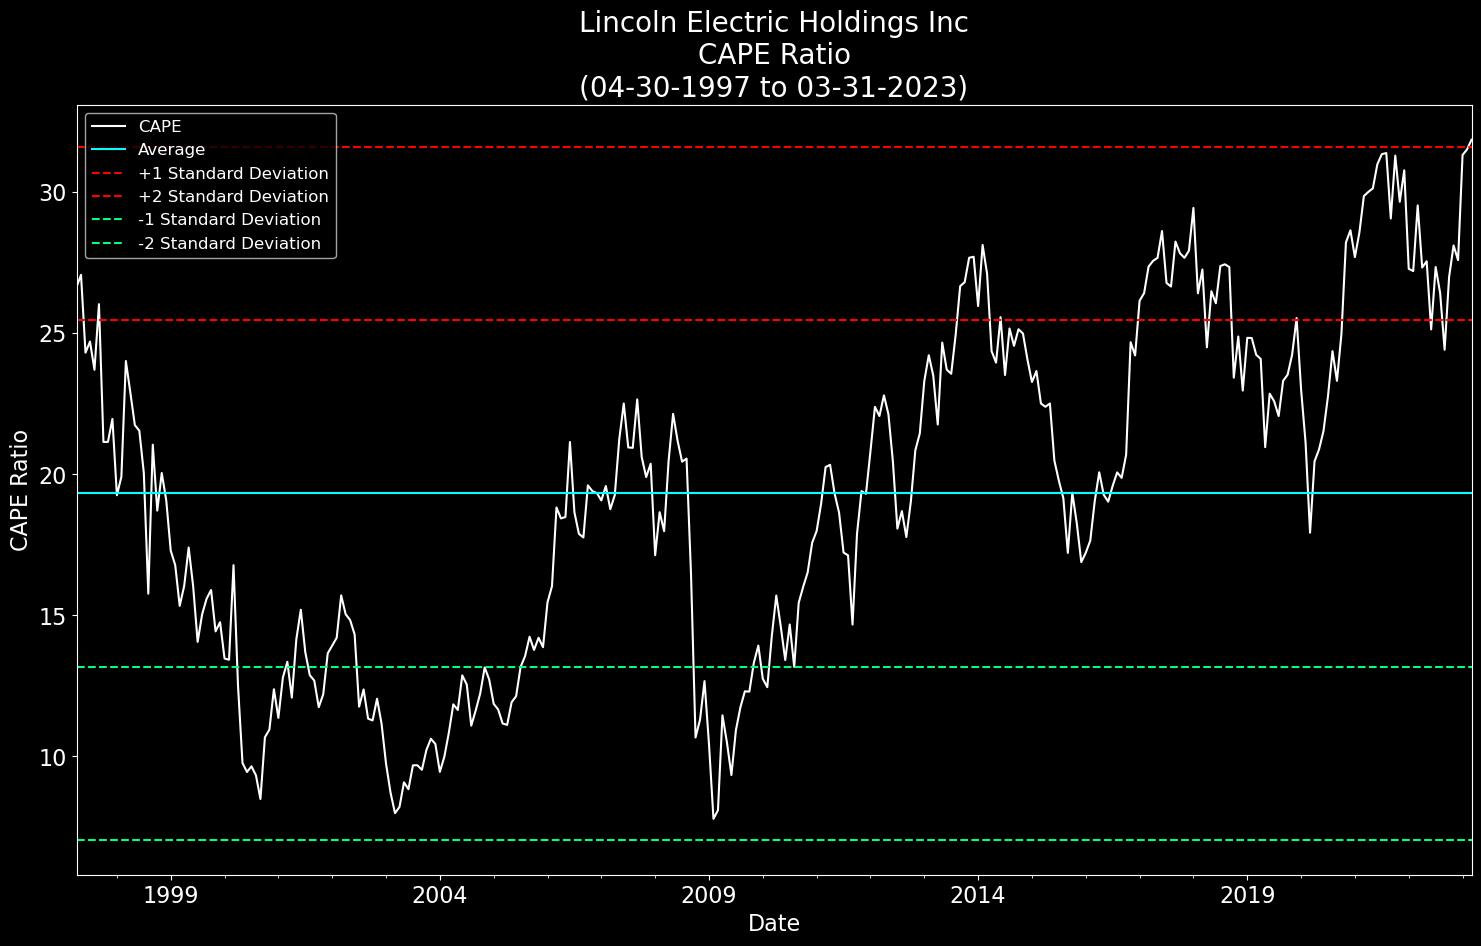 Lincoln Electric Holdings Inc
CAPE Ratio
(04-30-1997 to 03-31-2023)
CAPE
Average
+1 Standard Deviation
+2 Standard Deviation
-1 Standard Deviation
-2 Standard Deviation
30
25
20
15
10
CAPE Ratio
1999 2004 2009 2014 2019
Date